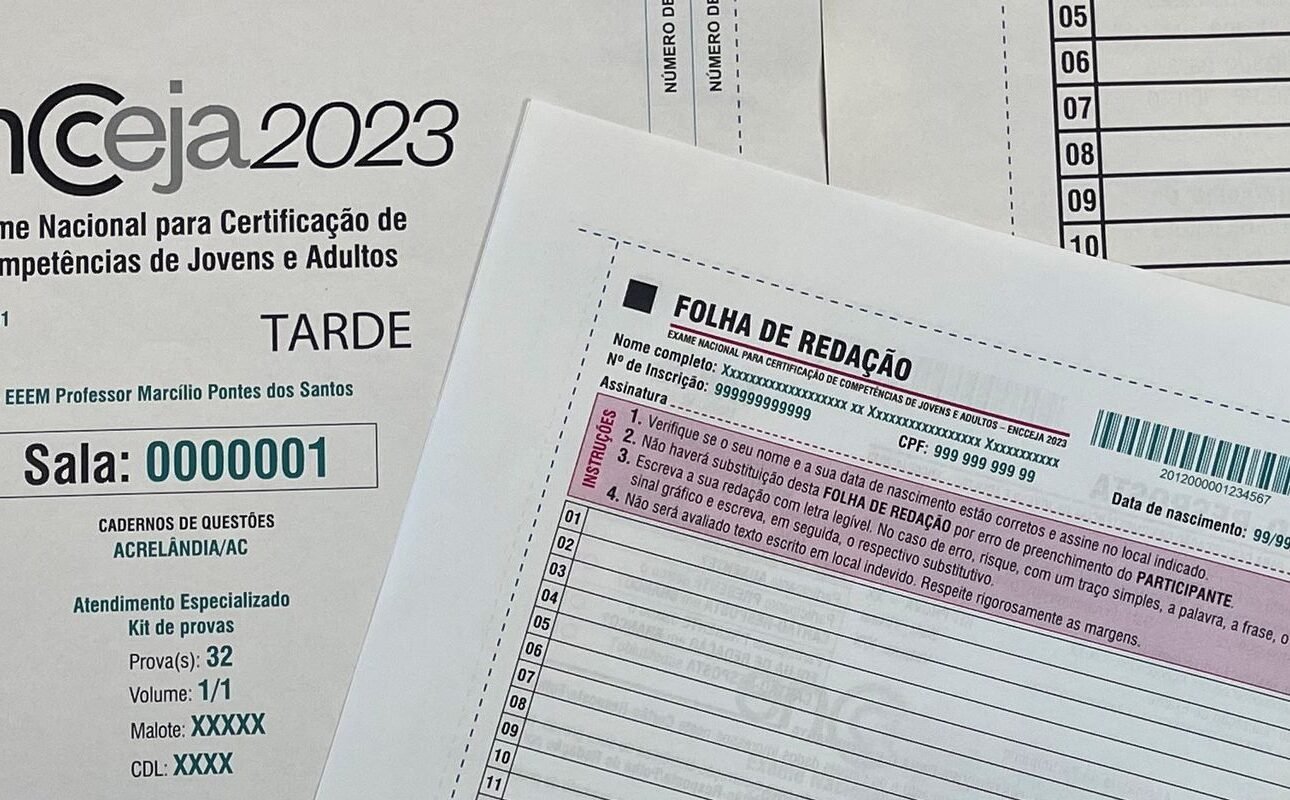 ncceja2023
me Nacional para Certificação de
mpetências de Jovens e Adultos
1
TARDE
EEEM Professor Marcílio Pontes dos Santos
Sala: 0000001
CADERNOS DE QUESTÕES
ACRELÂNDIA/AC
Atendimento Especializado
Kit de provas
Prova(s): 32
Volume: 1/1
Malote: XXXXX
CDL: XXXX
NÚMERO DE
NÚMERO DE
05
06
07
08
09
10
FOLHA DE REDAÇÃO
EXAME NACIONAL PARA CERTIFICAÇÃO DE COMPETÊNCIAS DE JOVENS E ADULTOS – ENCCEJA 2023
Nome completo: Xxxxxxxxxxxxxxxxxx xx Xxxxxxxxxxxxxxxx Xxxxxxxxxxx
Nº de Inscrição: 999999999999
CPF: 999 999 999 99
Assinatura
2012000001234567
Data de nascimento: 99/99
INSTRUÇÕES
1. Verifique se o seu nome e a sua data de nascimento estão corretos e assine no local indicado.
2. Não haverá substituição desta FOLHA DE REDAÇÃO por erro de preenchimento do PARTICIPANTE.
3. Escreva a sua redação com letra legível. No caso de erro, risque, com um traço simples, a palavra, a frase, o
sinal gráfico e escreva, em seguida, o respectivo substitutivo.
4. Não será avaliado texto escrito em local indevido. Respeite rigorosamente as margens.
01
02
03
04
05
06
07
08
09
10
11